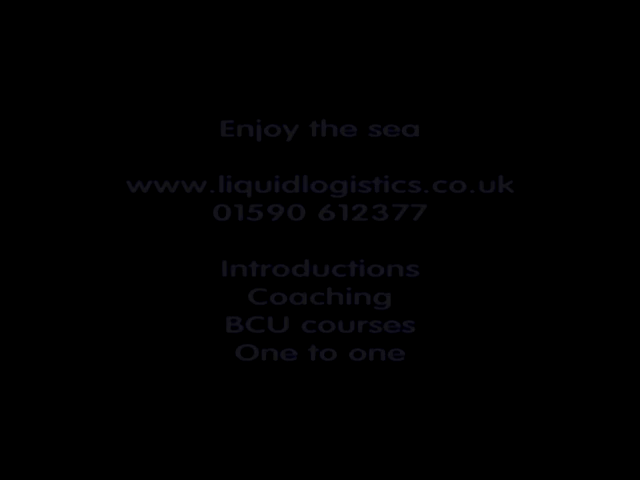 Enjoy the sea
www.liquidlogistics.co.uk
01590 612377
Introductions
Coaching
BCU courses
One to one